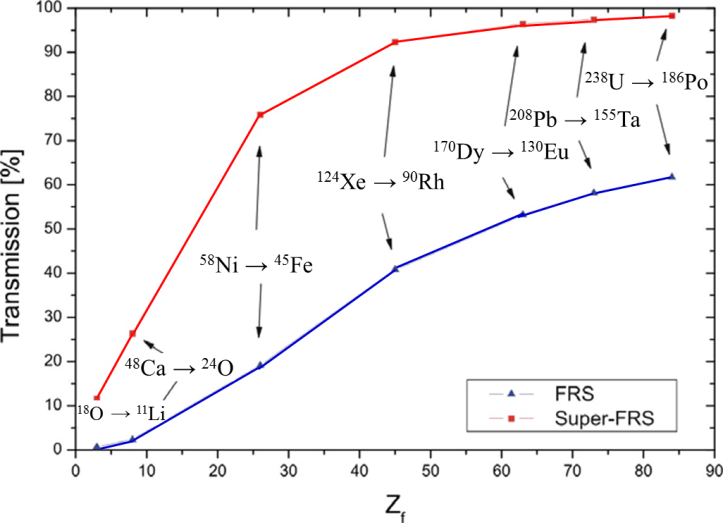 100
90
80
70
60
50
40
30
20
10
0
Transmission [%]
²³⁸U → ¹⁸⁶Po
²⁰⁸Pb → ¹⁵⁵Ta
¹⁷⁰Dy → ¹³⁰Eu
¹²⁴Xe → ⁹⁰Rh
⁵⁸Ni → ⁴⁵Fe
⁴⁸Ca → ²⁴O
¹⁸O → ¹¹Li
FRS
Super-FRS
0 10 20 30 40 50 60 70 80 90
Z_f